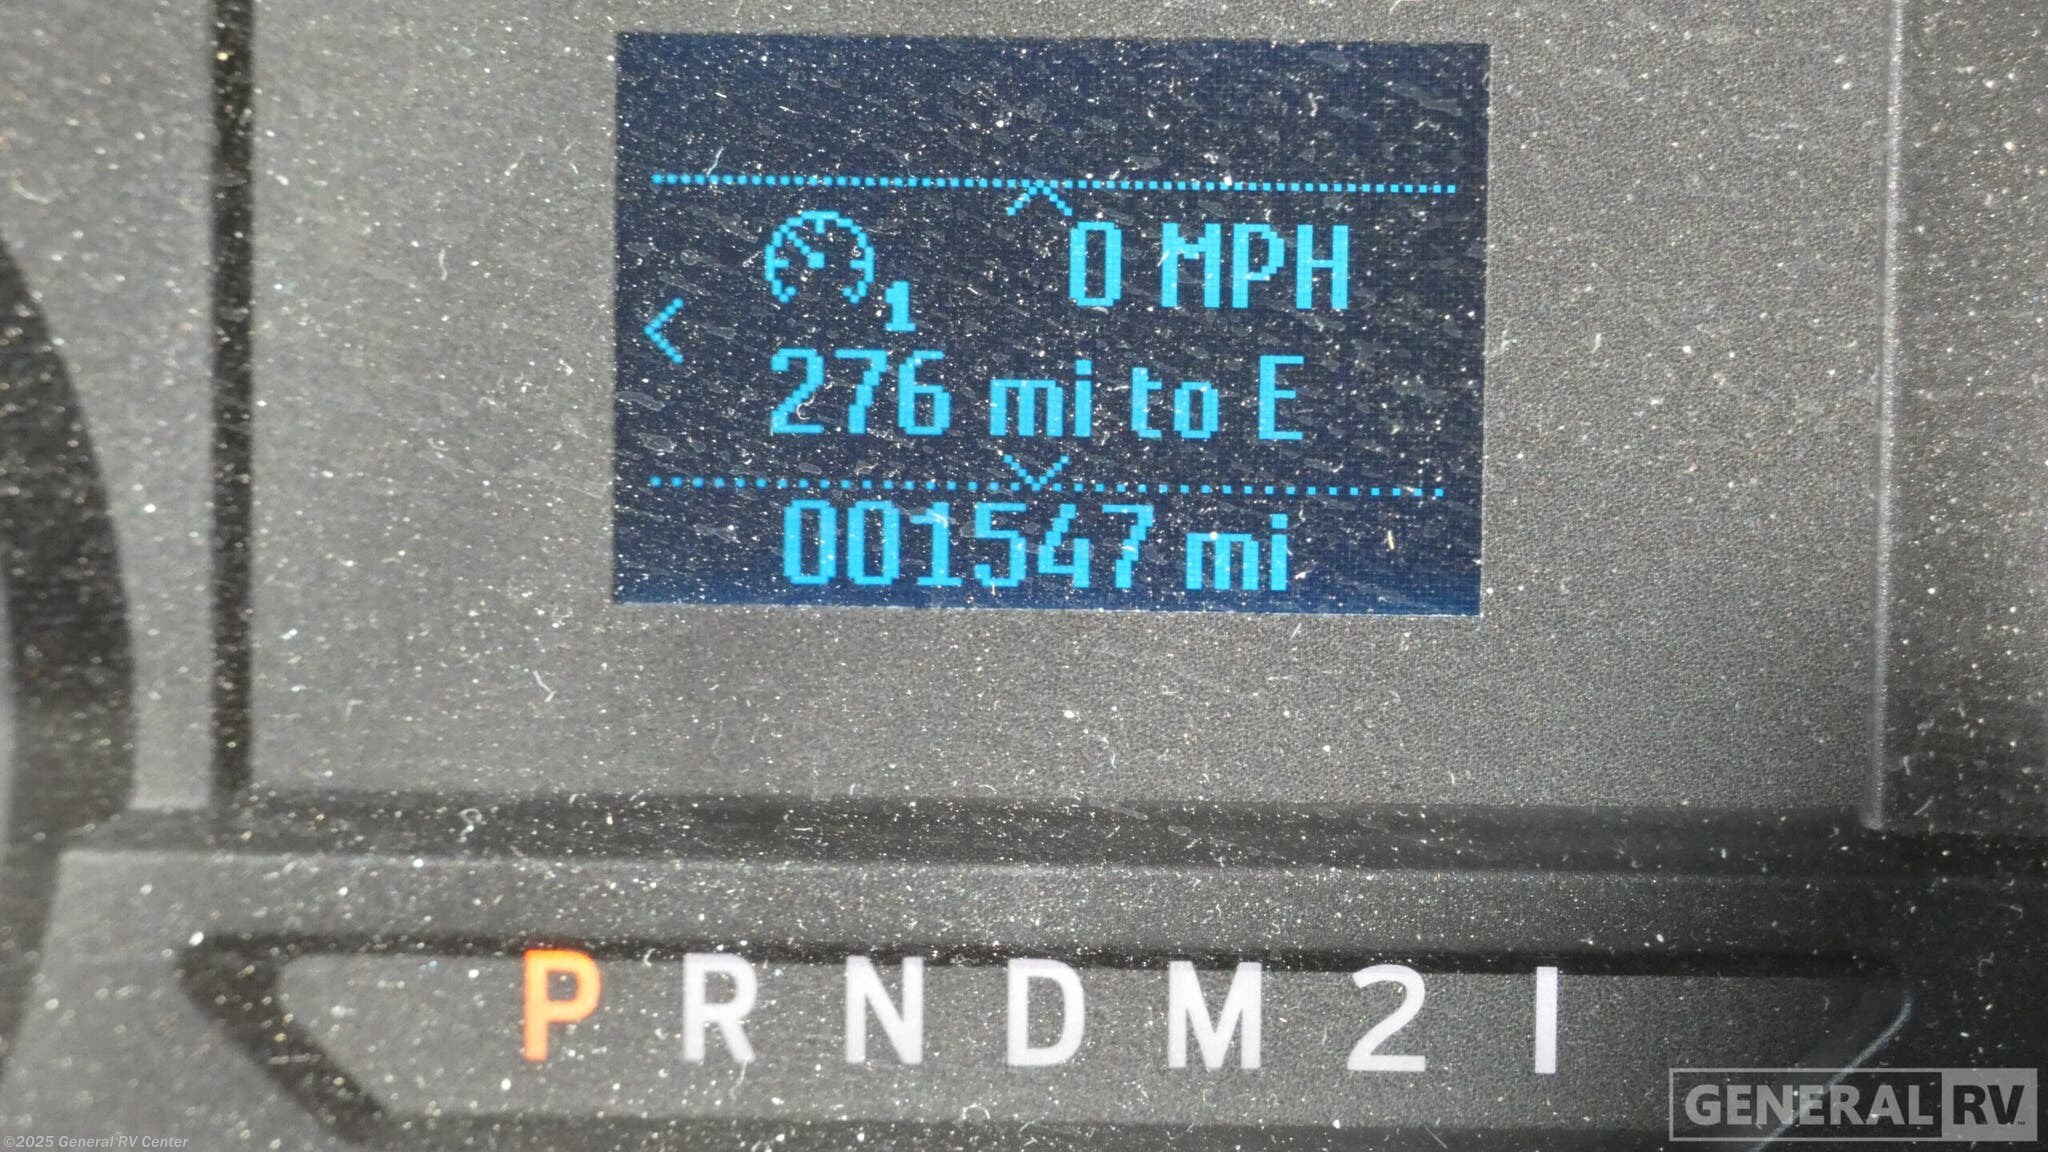 0 MPH
1
276 mi to E
001547 mi
P R N D M 2 1
GENERAL RV
©2025 General RV Center